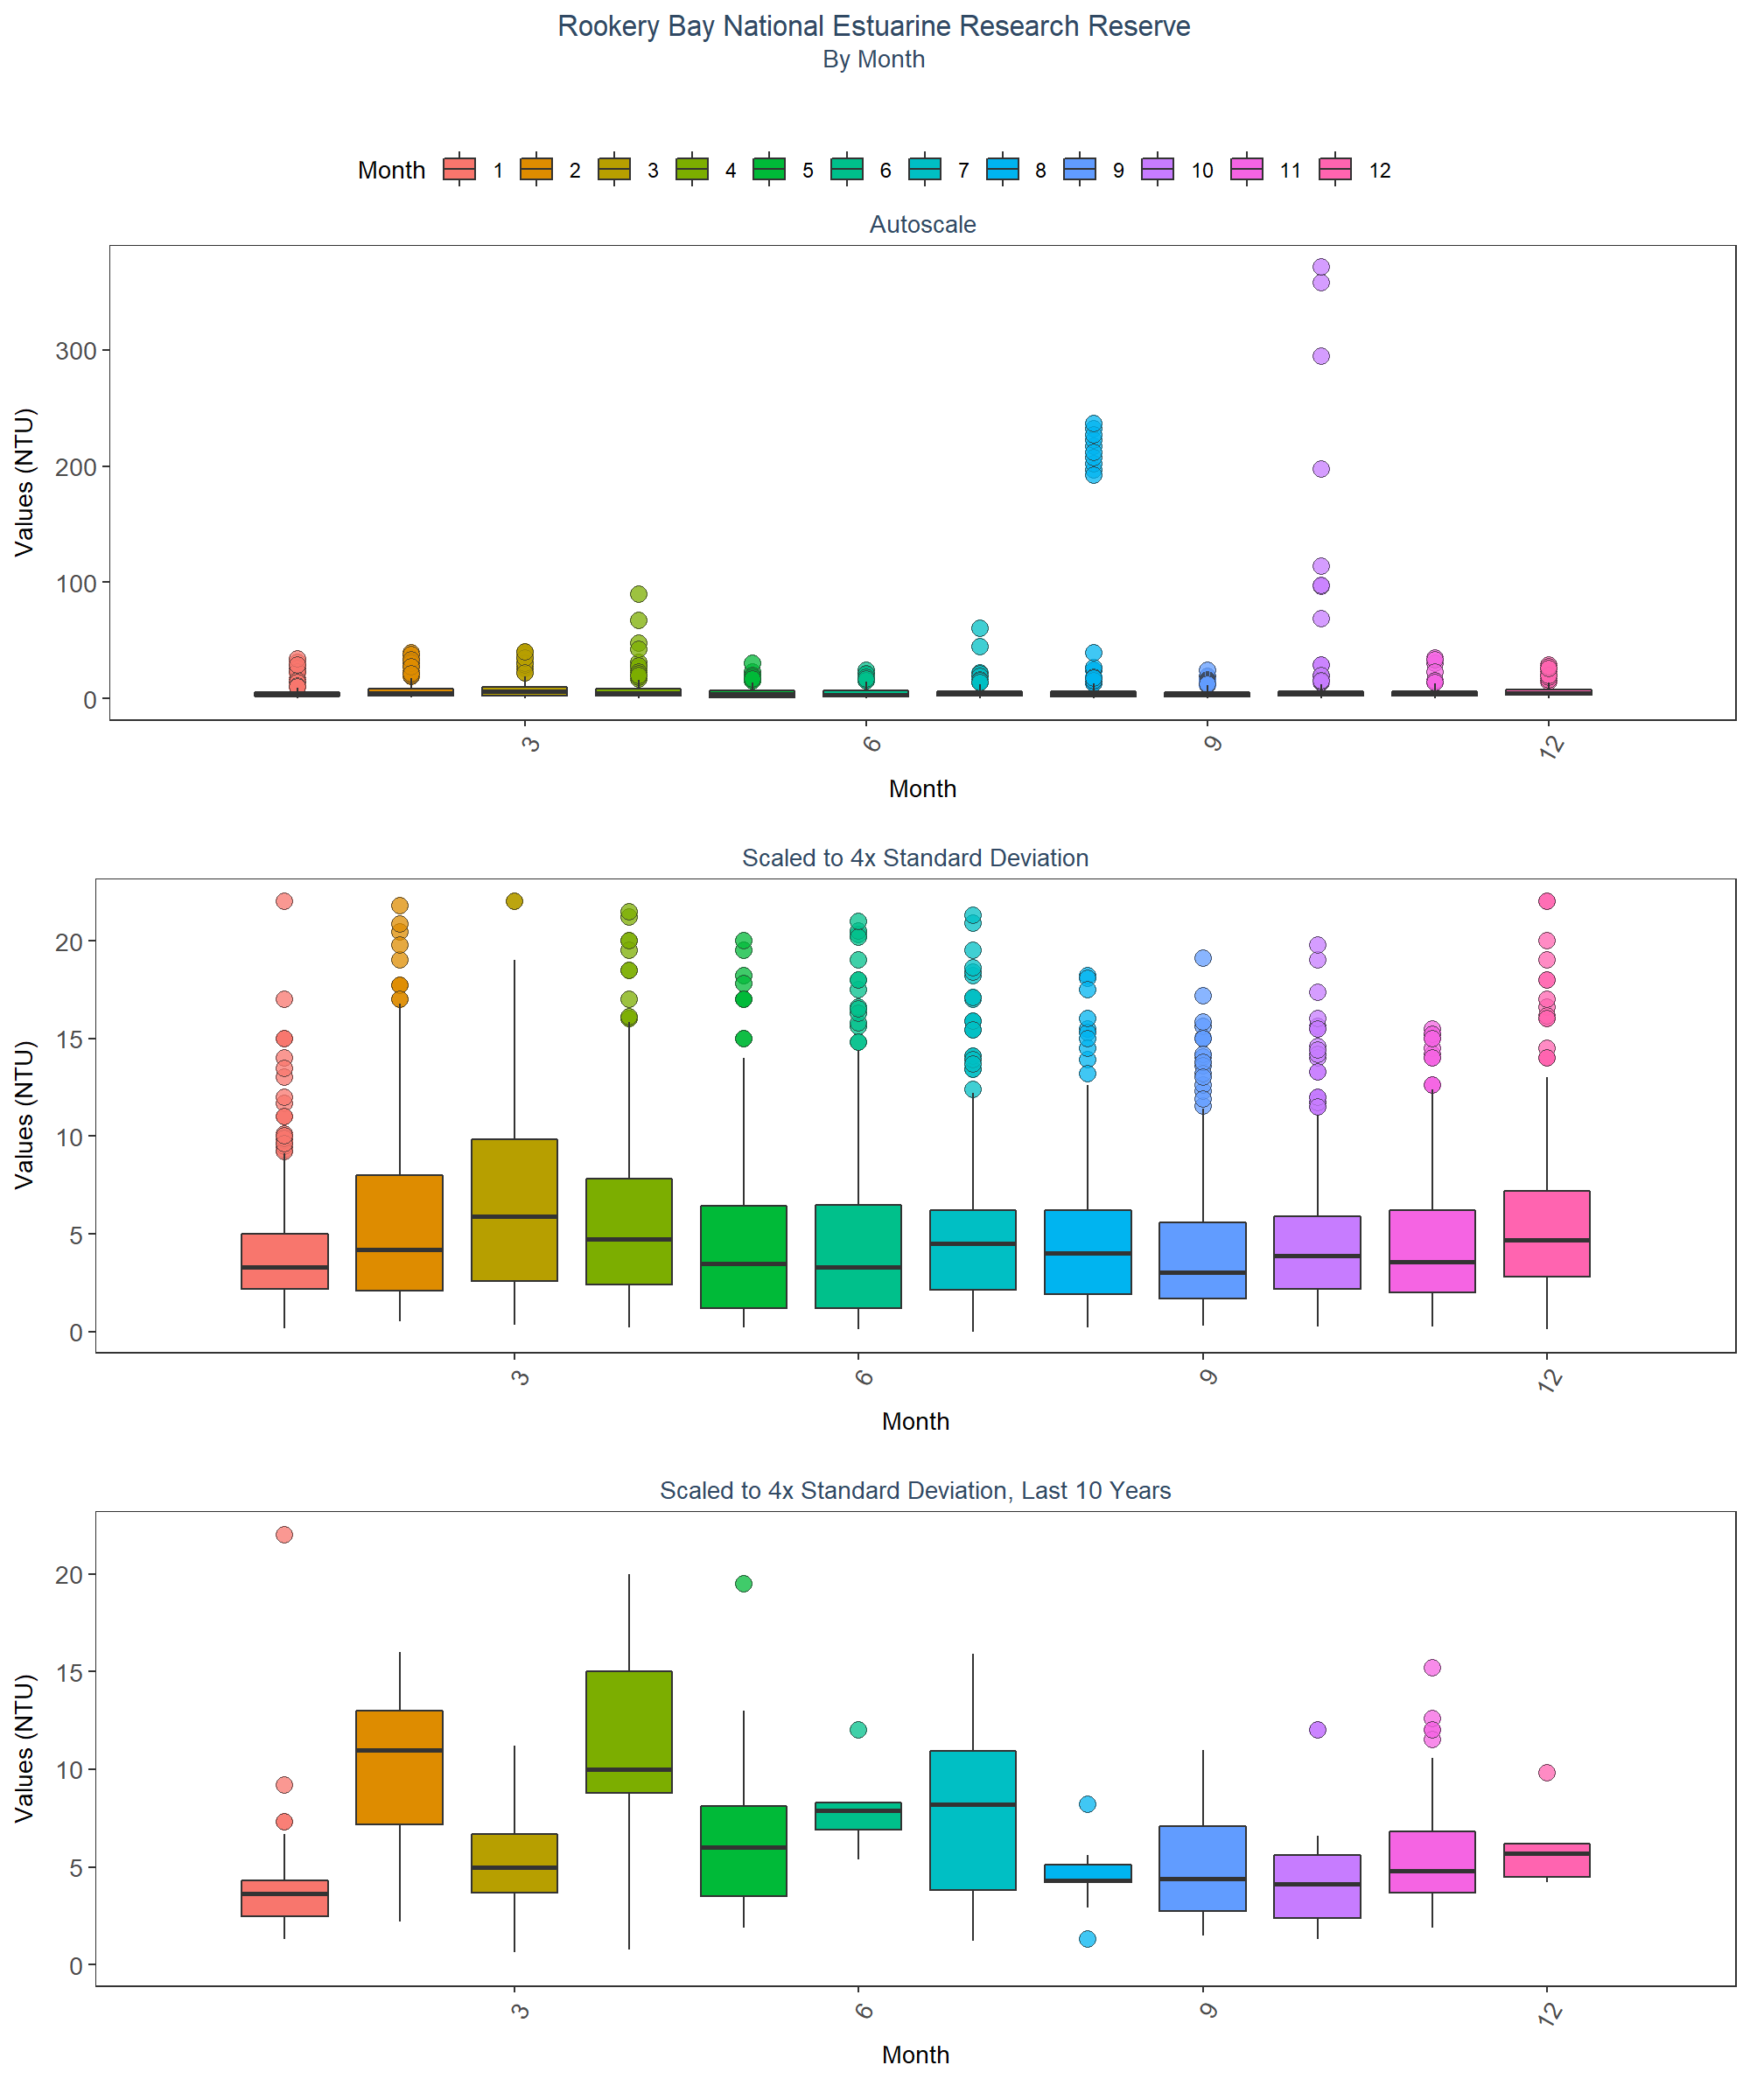 Rookery Bay National Estuarine Research Reserve
By Month
Month 1 2 3 4 5 6 7 8 9 10 11 12
Autoscale
Values (NTU)
300
200
100
0
3 6 9 12
Month
Scaled to 4x Standard Deviation
Values (NTU)
20
15
10
5
0
3 6 9 12
Month
Scaled to 4x Standard Deviation, Last 10 Years
Values (NTU)
20
15
10
5
0
3 6 9 12
Month